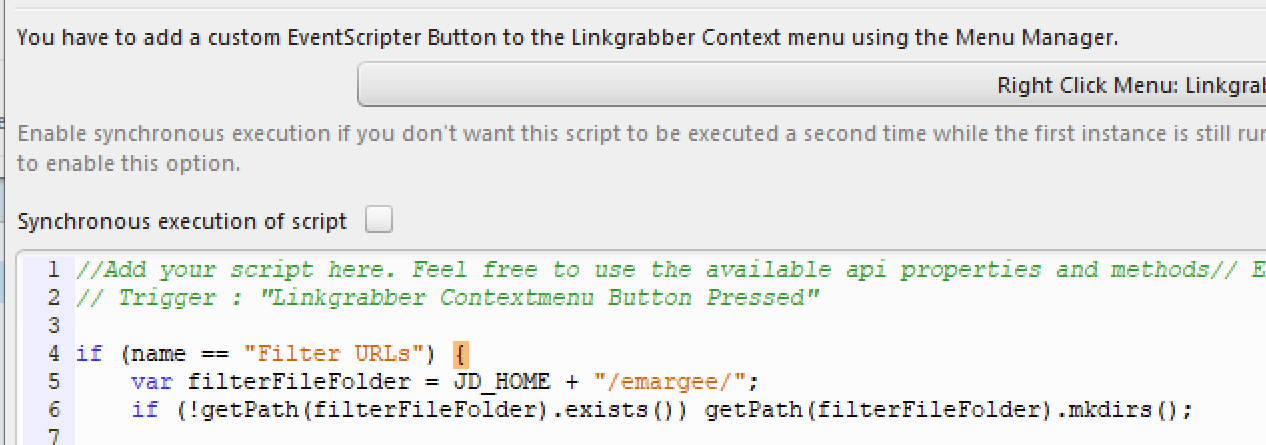 You have to add a custom EventScripter Button to the Linkgrabber Context menu using the Menu Manager.
Right Click Menu: Linkgrab
Enable synchronous execution if you don't want this script to be executed a second time while the first instance is still run
to enable this option.
Synchronous execution of script
1 //Add your script here. Feel free to use the available api properties and methods// E
2 // Trigger : "Linkgrabber Contextmenu Button Pressed"
3
4 if (name == "Filter URLs") {
5     var filterFileFolder = JD_HOME + "/emargee/";
6     if (!getPath(filterFileFolder).exists()) getPath(filterFileFolder).mkdirs();
7